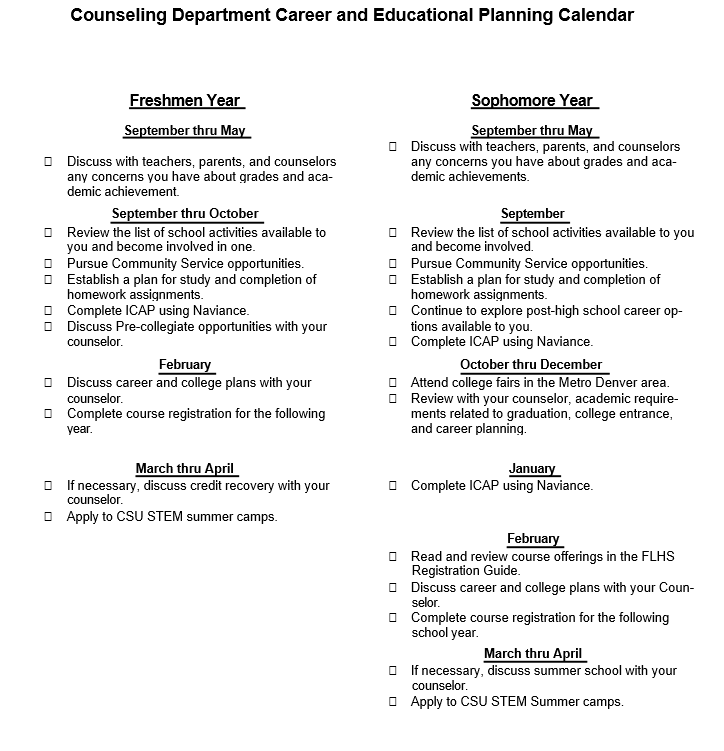 Counseling Department Career and Educational Planning Calendar
Freshmen Year
September thru May
Discuss with teachers, parents, and counselors
any concerns you have about grades and aca-
demic achievement.
September thru October
Review the list of school activities available to
you and become involved in one.
Pursue Community Service opportunities.
Establish a plan for study and completion of
homework assignments.
Complete ICAP using Naviance.
Discuss Pre-collegiate opportunities with your
counselor.
February
Discuss career and college plans with your
counselor.
Complete course registration for the following
year.
March thru April
If necessary, discuss credit recovery with your
counselor.
Apply to CSU STEM summer camps.
Sophomore Year
September thru May
Discuss with teachers, parents, and counselors
any concerns you have about grades and aca-
demic achievements.
September
Review the list of school activities available to you
and become involved.
Pursue Community Service opportunities.
Establish a plan for study and completion of
homework assignments.
Continue to explore post-high school career op-
tions available to you.
Complete ICAP using Naviance.
October thru December
Attend college fairs in the Metro Denver area.
Review with your counselor, academic require-
ments related to graduation, college entrance,
and career planning.
January
Complete ICAP using Naviance.
February
Read and review course offerings in the FLHS
Registration Guide.
Discuss career and college plans with your Coun-
selor.
Complete course registration for the following
school year.
March thru April
If necessary, discuss summer school with your
counselor.
Apply to CSU STEM Summer camps.